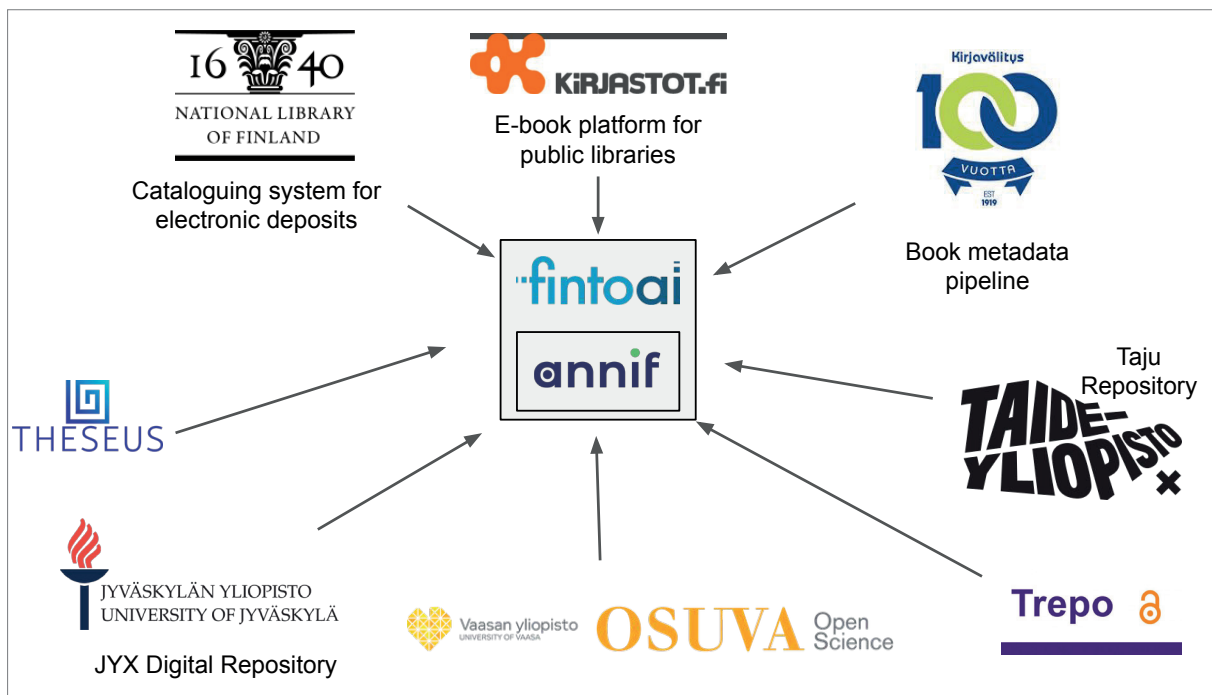 16 40
NATIONAL LIBRARY
OF FINLAND
Cataloguing system for
electronic deposits
KiRJASTOT.fi
E-book platform for
public libraries
Kirjavälitys
100
VUOTTA
EST
1919
Book metadata
pipeline
fintoai
annif
THESEUS
Taju
Repository
TAIDE-
YLIOPISTO
JYVÄSKYLÄN YLIOPISTO
UNIVERSITY OF JYVÄSKYLÄ
JYX Digital Repository
Vaasan yliopisto
UNIVERSITY OF VAASA
OSUVA Open
Science
Trepo